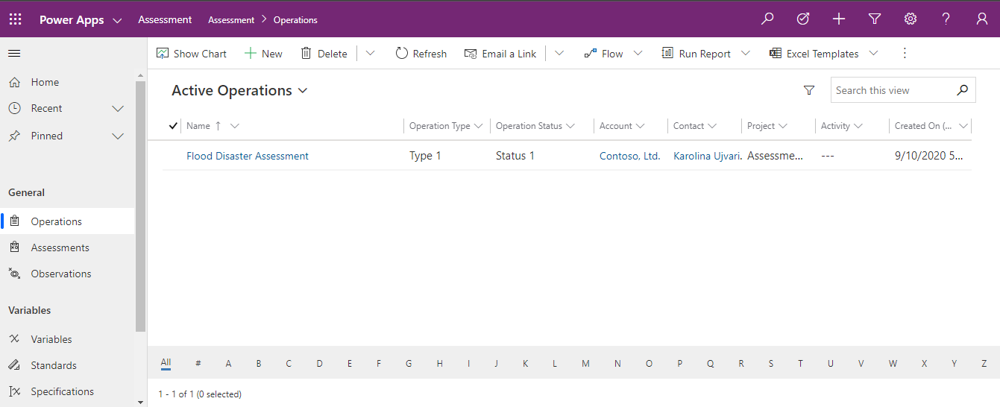 Power Apps Assessment Assessment > Operations
Show Chart New Delete Refresh Email a Link Flow Run Report Excel Templates
Home
Recent
Pinned
General
Operations
Assessments
Observations
Variables
Variables
Standards
Specifications
Active Operations
Search this view
Name ↑ Operation Type Operation Status Account Contact Project Activity Created On (...
Flood Disaster Assessment Type 1 Status 1 Contoso, Ltd. Karolina Ujvari. Assessme... --- 9/10/2020 5...
All # A B C D E F G H I J K L M N O P Q R S T U V W X Y Z
1 - 1 of 1 (0 selected)